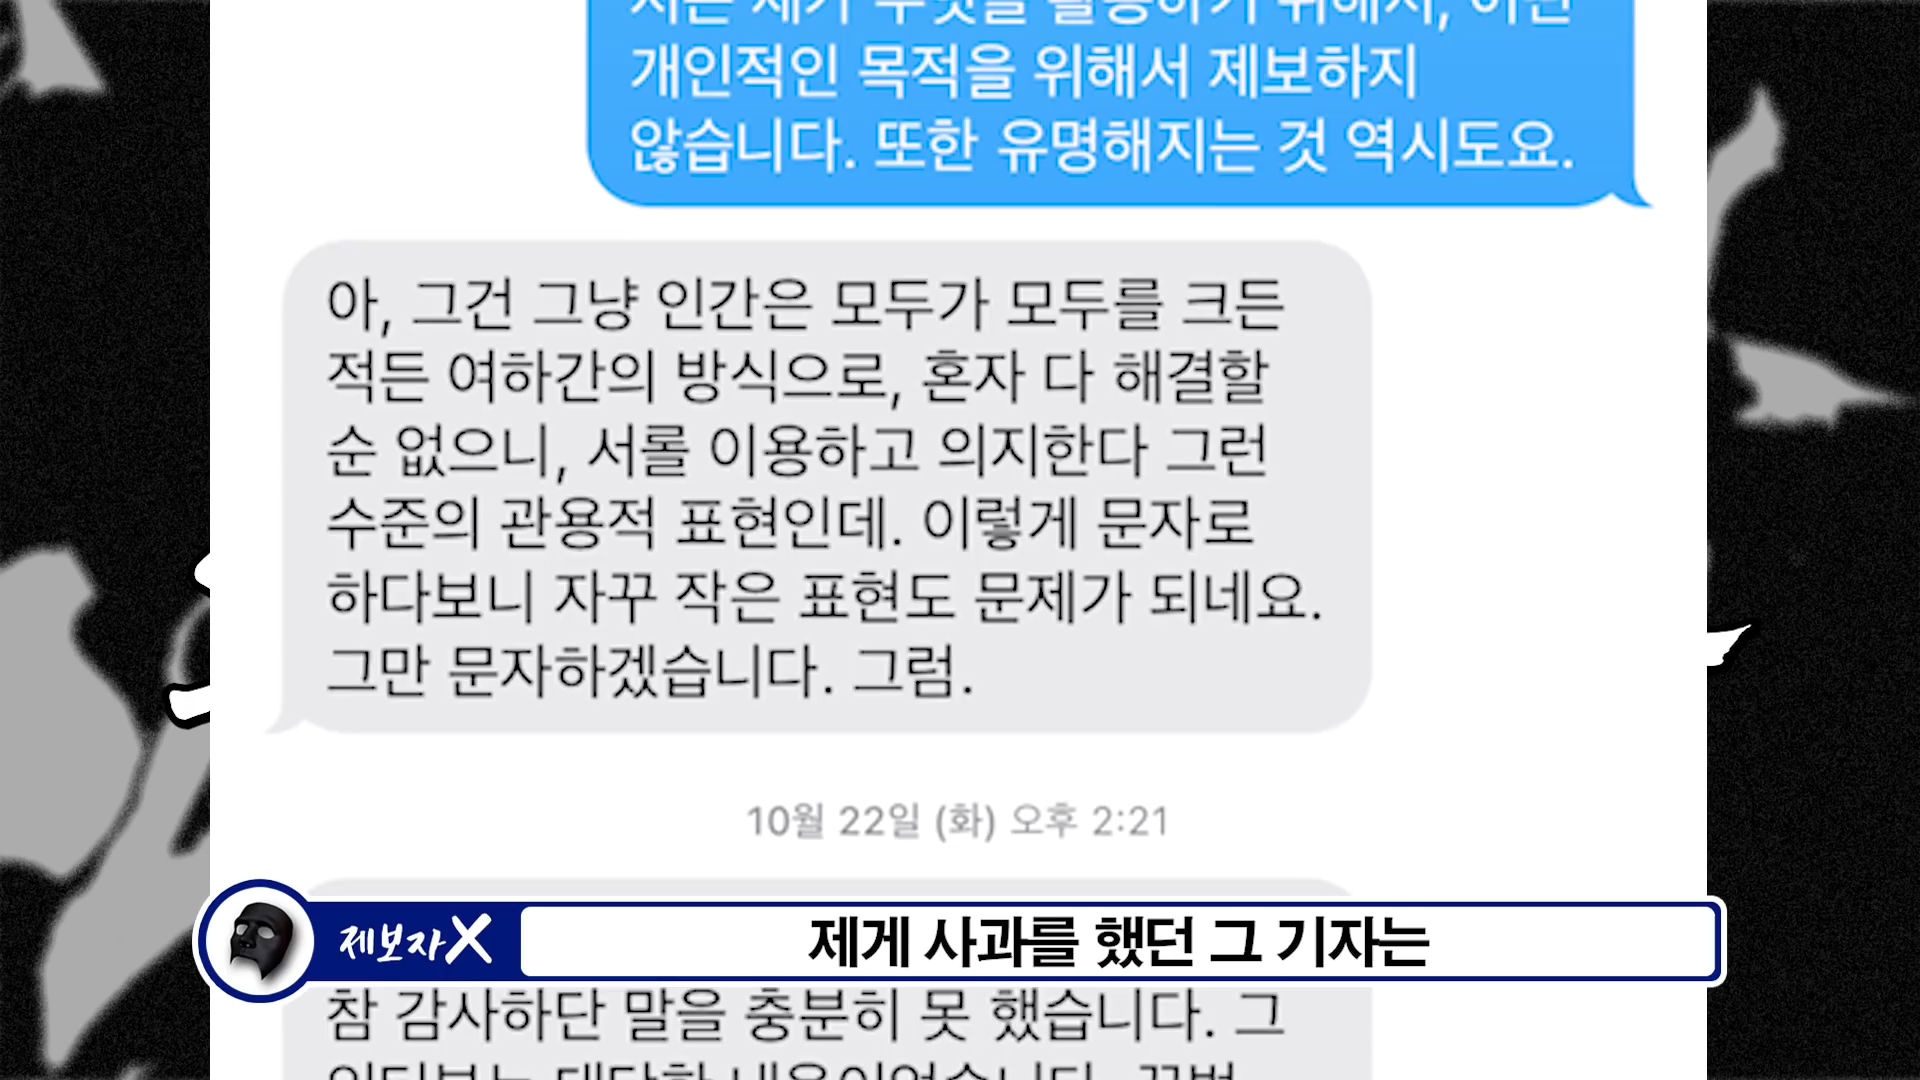 개인적인 목적을 위해서 제보하지
않습니다. 또한 유명해지는 것 역시도요.
아, 그건 그냥 인간은 모두가 모두를 크든
적든 여하간의 방식으로, 혼자 다 해결할
순 없으니, 서롤 이용하고 의지한다 그런
수준의 관용적 표현인데. 이렇게 문자로
하다보니 자꾸 작은 표현도 문제가 되네요.
그만 문자하겠습니다. 그럼.
10월 22일 (화) 오후 2:21
제보자X
제게 사과를 했던 그 기자는
참 감사하단 말을 충분히 못 했습니다. 그